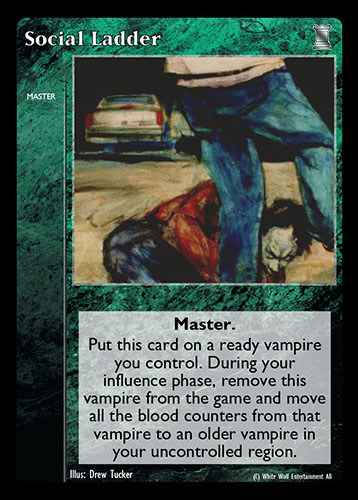 Social Ladder
MASTER
Master.
Put this card on a ready vampire
you control. During your
influence phase, remove this
vampire from the game and move
all the blood counters from that
vampire to an older vampire in
your uncontrolled region.
Illus: Drew Tucker
(C) White Wolf Entertainment AB